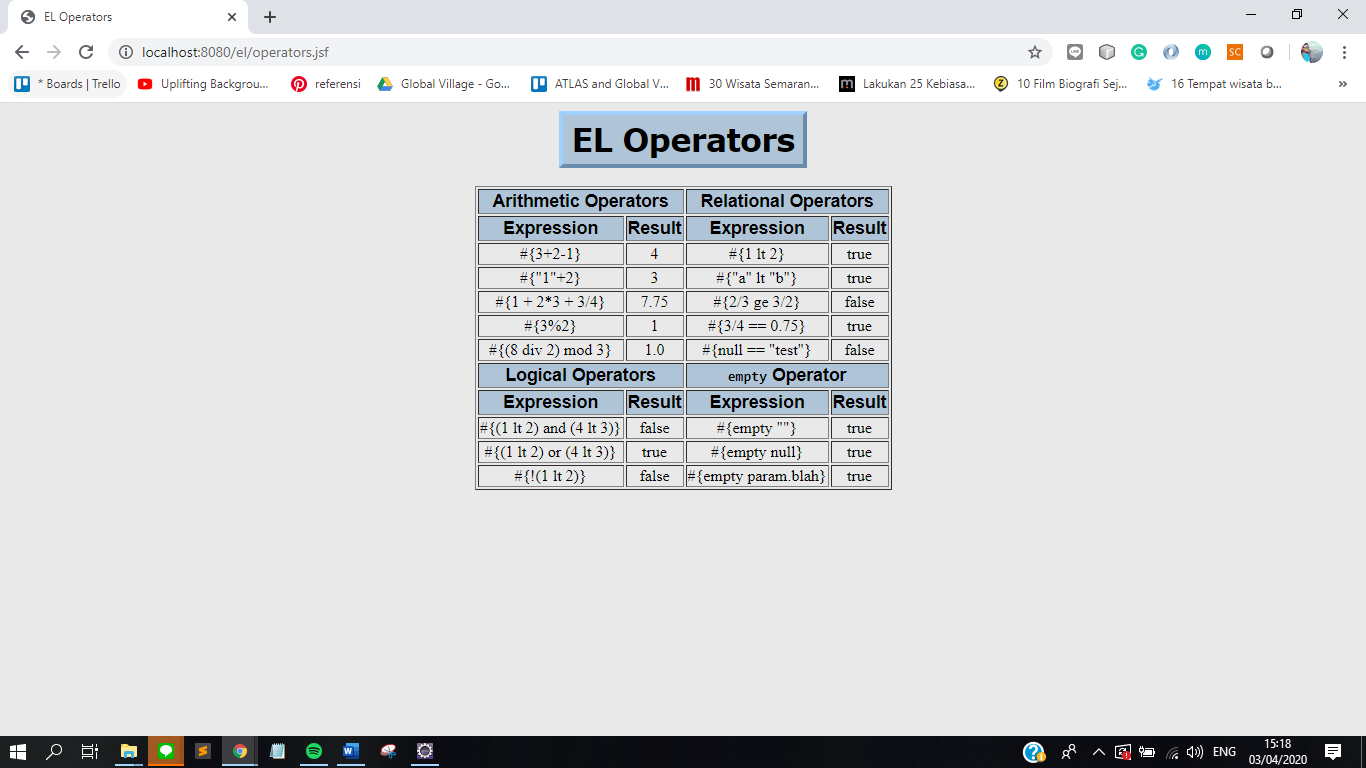 EL Operators
localhost:8080/el/operators.jsf
* Boards | Trello Uplifting Backgrou... referensi Global Village - Go... ATLAS and Global V... 30 Wisata Semaran... Lakukan 25 Kebiasa... 10 Film Biografi Sej... 16 Tempat wisata b... »
EL Operators
Arithmetic Operators Relational Operators
Expression Result Expression Result
#{3+2-1} 4 #{1 lt 2} true
#{"1"+2} 3 #{"a" lt "b"} true
#{1 + 2*3 + 3/4} 7.75 #{2/3 ge 3/2} false
#{3%2} 1 #{3/4 == 0.75} true
#{(8 div 2) mod 3} 1.0 #{null == "test"} false
Logical Operators empty Operator
Expression Result Expression Result
#{(1 lt 2) and (4 lt 3)} false #{empty ""} true
#{(1 lt 2) or (4 lt 3)} true #{empty null} true
#{!(1 lt 2)} false #{empty param.blah} true
ENG
15:18
03/04/2020